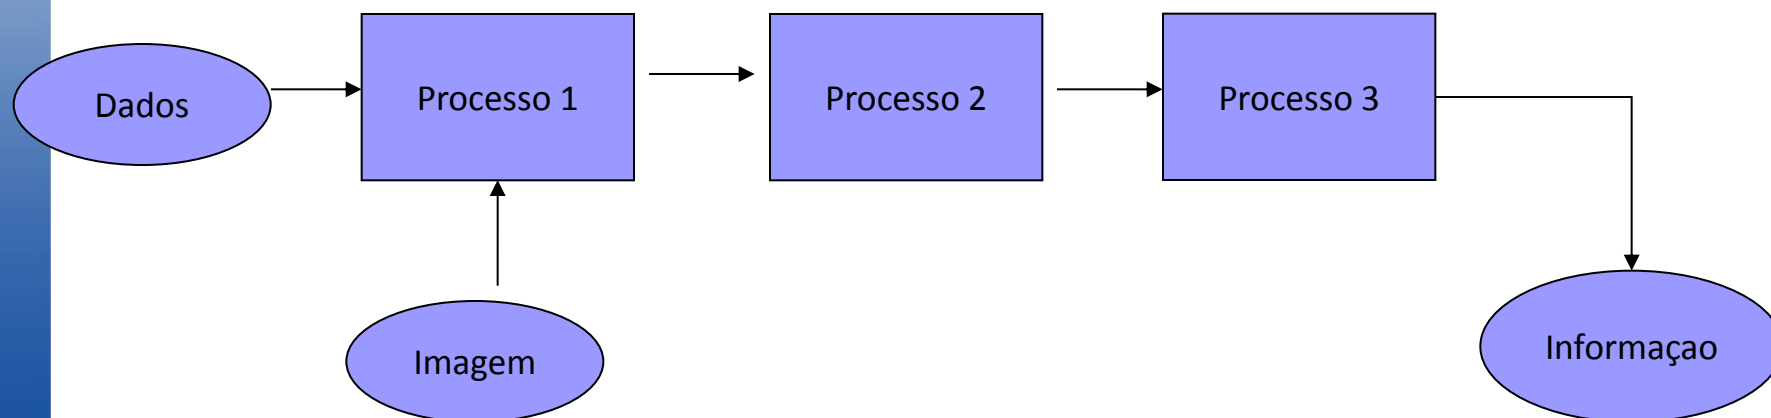 Dados
Processo 1
Processo 2
Processo 3
Imagem
Informaçao